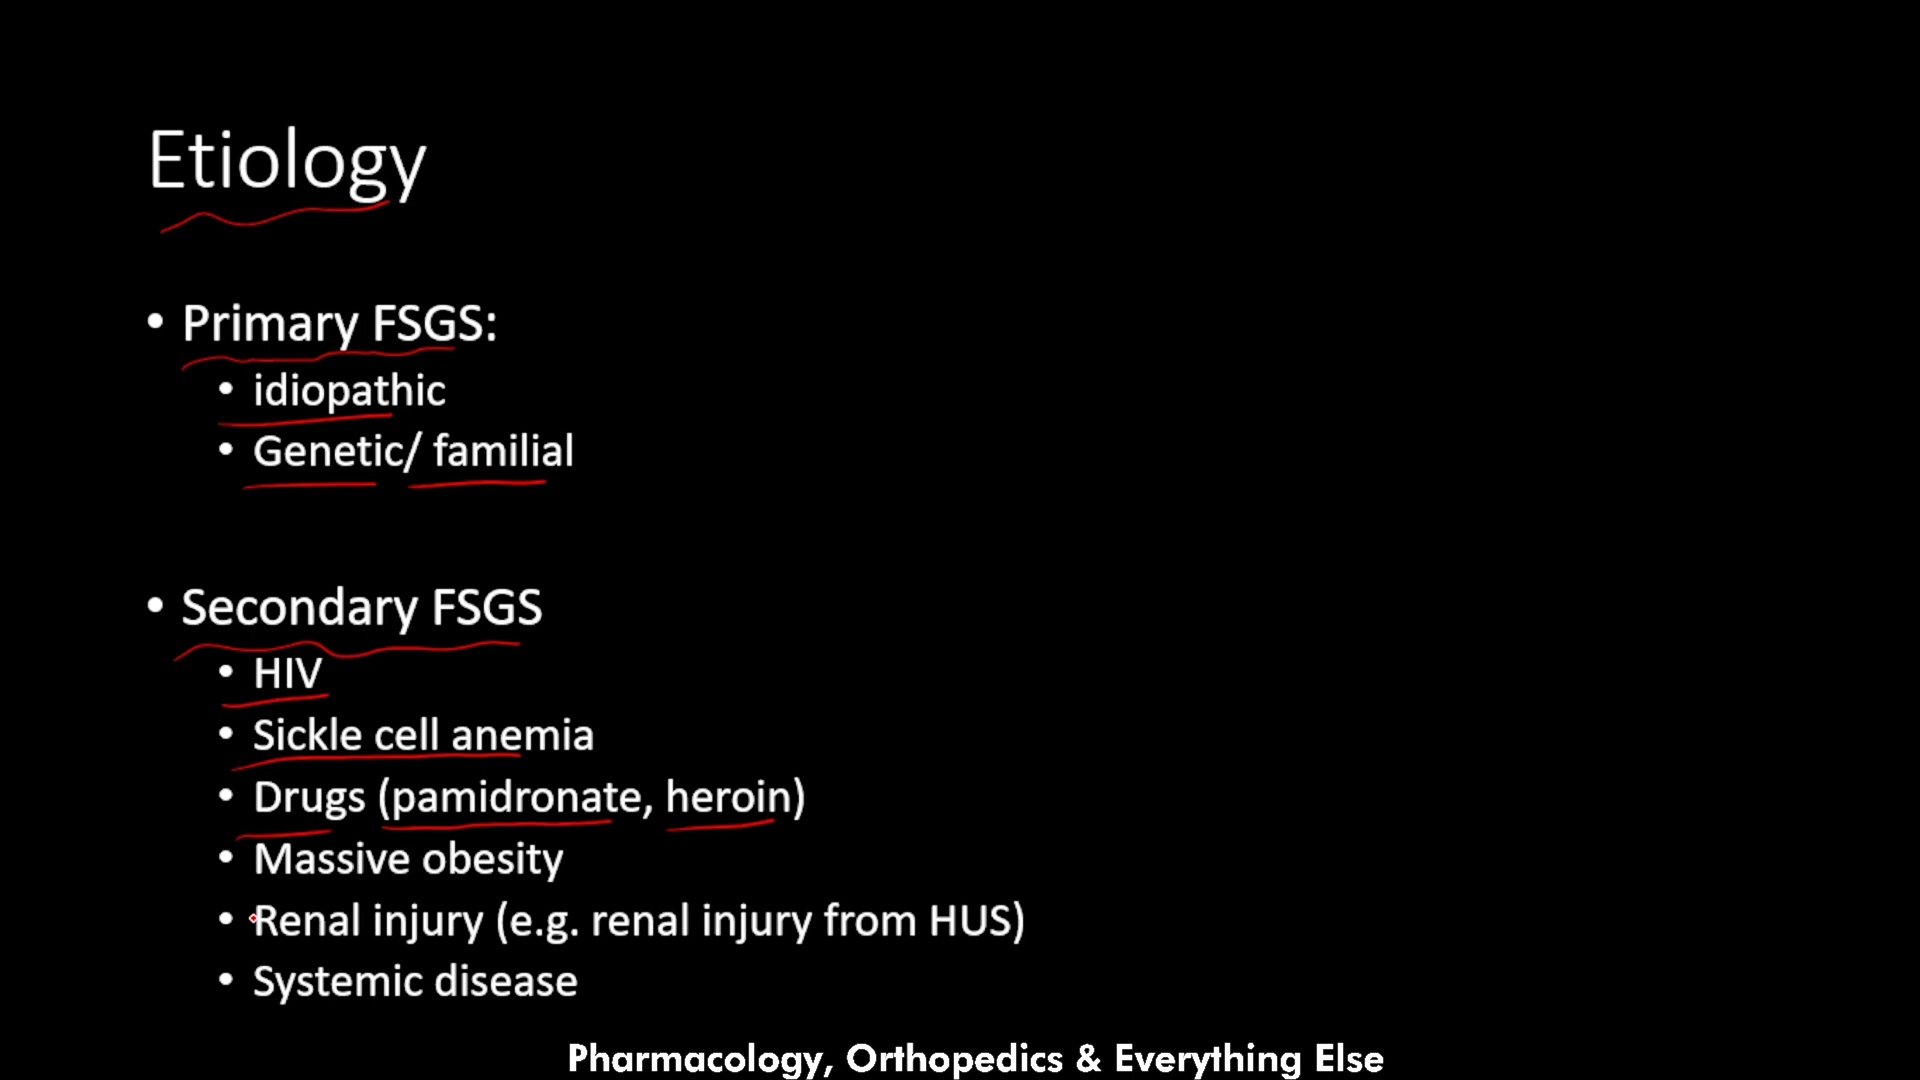 Etiology
• Primary FSGS:
• idiopathic
• Genetic/ familial
• Secondary FSGS
• HIV
• Sickle cell anemia
• Drugs (pamidronate, heroin)
• Massive obesity
• Renal injury (e.g. renal injury from HUS)
• Systemic disease
Pharmacology, Orthopedics & Everything Else